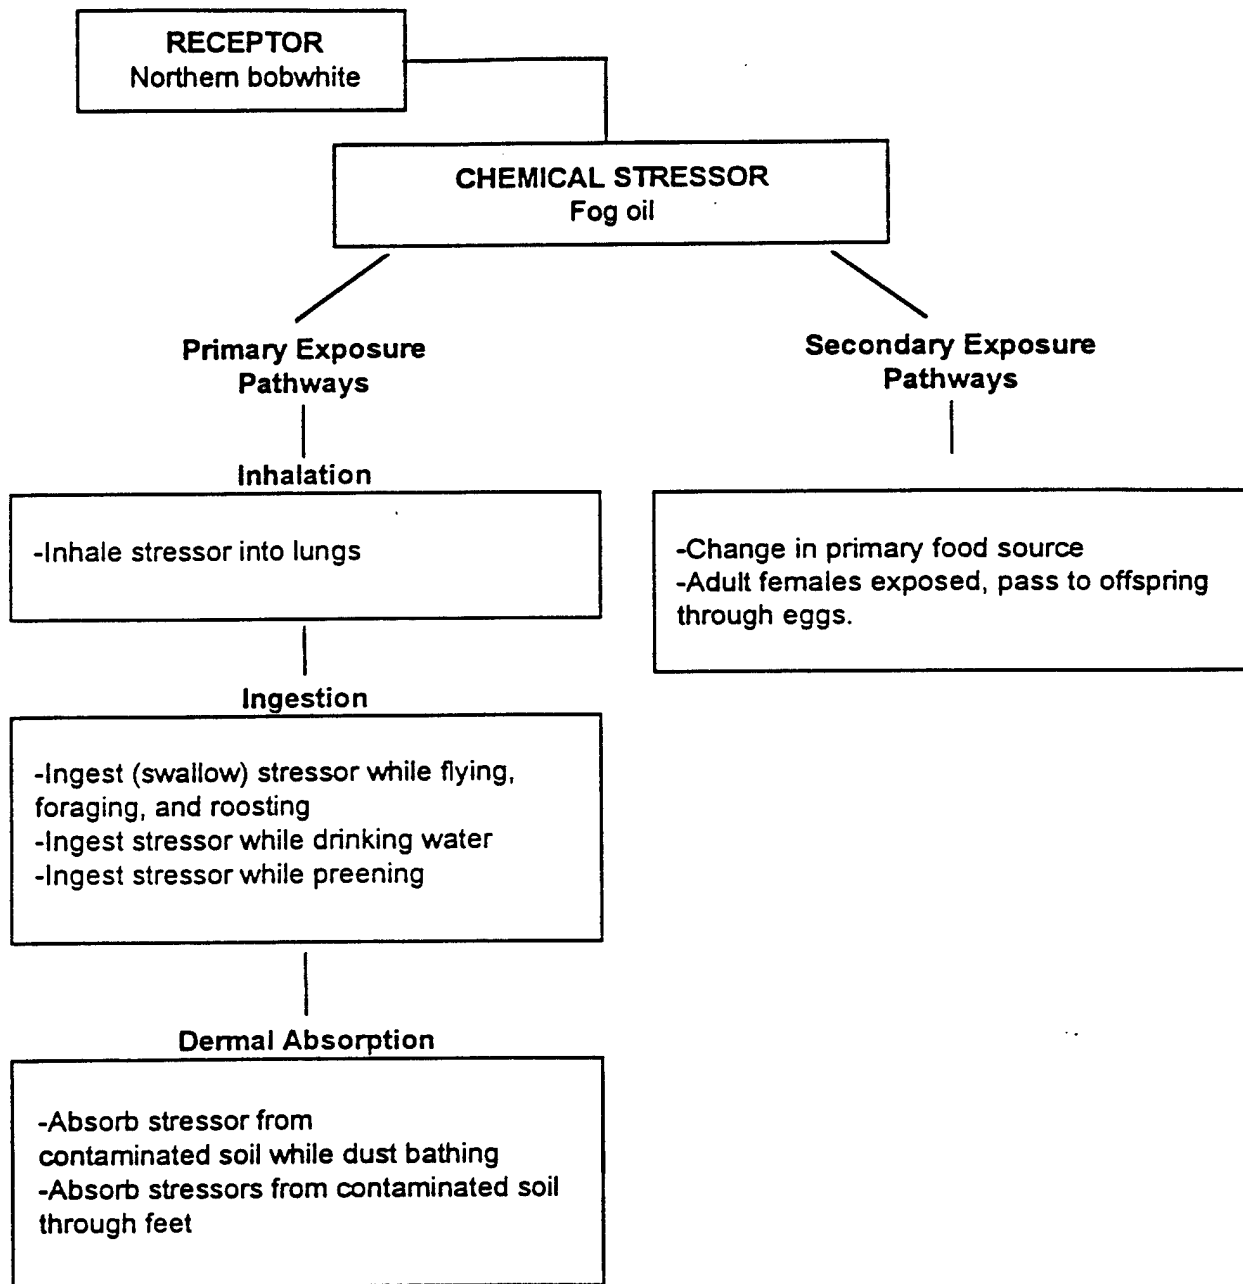 RECEPTOR
Northern bobwhite
CHEMICAL STRESSOR
Fog oil
Primary Exposure
Pathways
Secondary Exposure
Pathways
Inhalation
-Inhale stressor into lungs
-Change in primary food source
-Adult females exposed, pass to offspring
through eggs.
Ingestion
-Ingest (swallow) stressor while flying,
foraging, and roosting
-Ingest stressor while drinking water
-Ingest stressor while preening
Dermal Absorption
-Absorb stressor from
contaminated soil while dust bathing
-Absorb stressors from contaminated soil
through feet